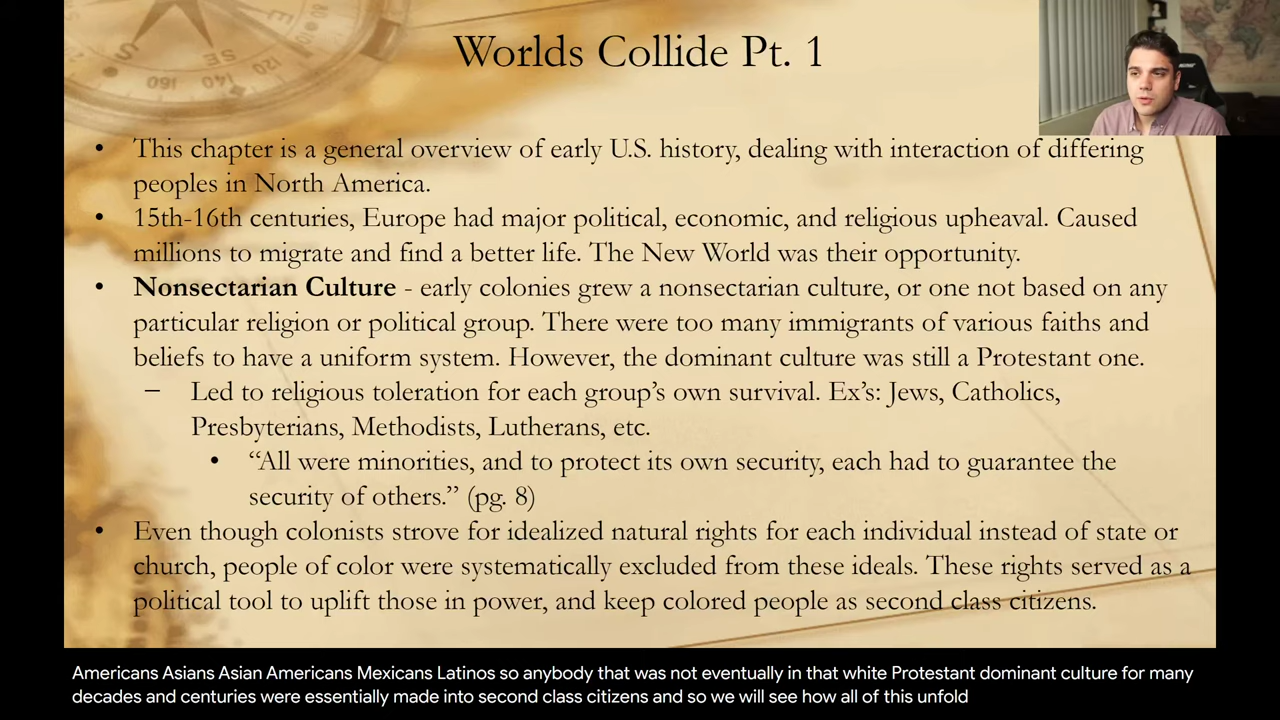 Worlds Collide Pt. 1
• This chapter is a general overview of early U.S. history, dealing with interaction of differing
peoples in North America.
• 15th-16th centuries, Europe had major political, economic, and religious upheaval. Caused
millions to migrate and find a better life. The New World was their opportunity.
• Nonsectarian Culture - early colonies grew a nonsectarian culture, or one not based on any
particular religion or political group. There were too many immigrants of various faiths and
beliefs to have a uniform system. However, the dominant culture was still a Protestant one.
– Led to religious toleration for each group’s own survival. Ex’s: Jews, Catholics,
Presbyterians, Methodists, Lutherans, etc.
• “All were minorities, and to protect its own security, each had to guarantee the
security of others.” (pg. 8)
• Even though colonists strove for idealized natural rights for each individual instead of state or
church, people of color were systematically excluded from these ideals. These rights served as a
political tool to uplift those in power, and keep colored people as second class citizens.
Americans Asians Asian Americans Mexicans Latinos so anybody that was not eventually in that white Protestant dominant culture for many
decades and centuries were essentially made into second class citizens and so we will see how all of this unfold
S
SE
E
160
140
120
80